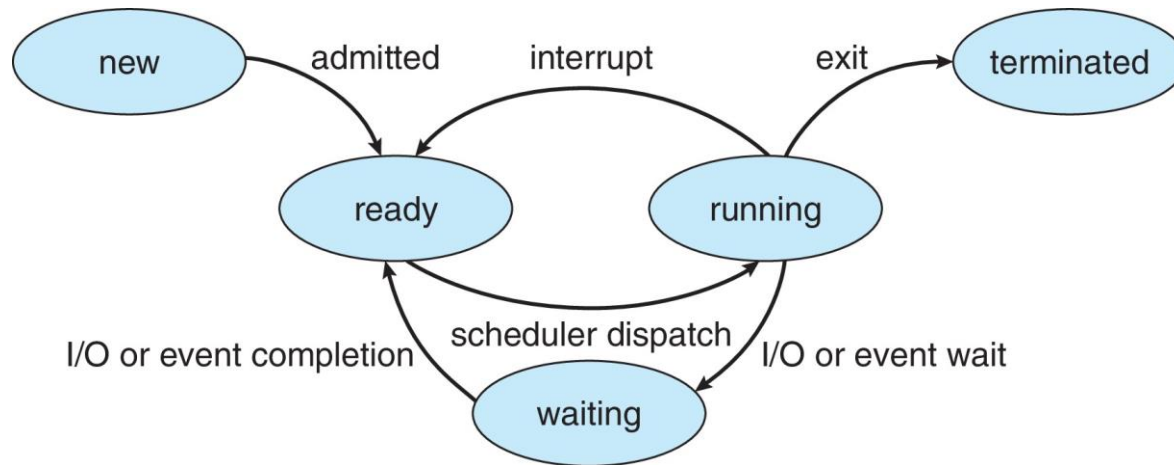 new
admitted
interrupt
exit
terminated
ready
running
I/O or event completion
scheduler dispatch
I/O or event wait
waiting